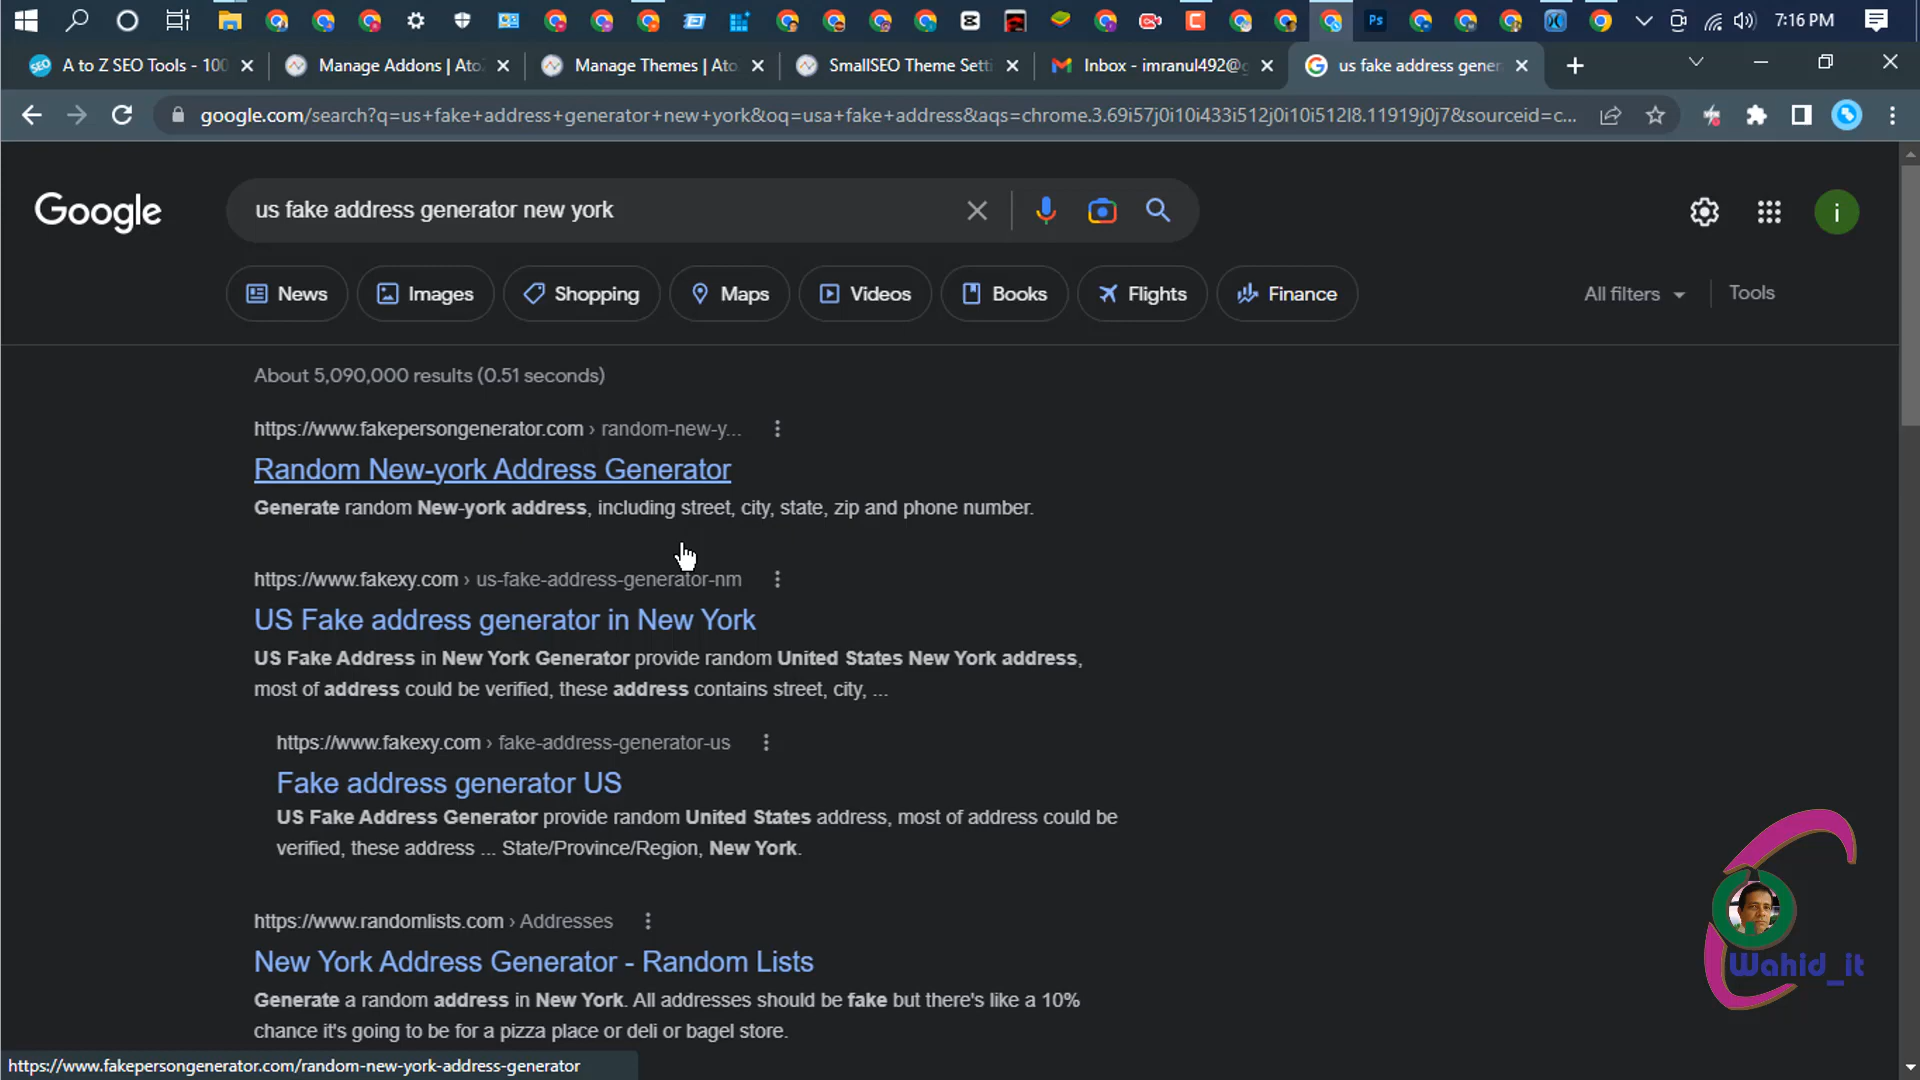 7:16 PM
A to Z SEO Tools - 100
Manage Addons | Ato
Manage Themes | Ato
SmallSEO Theme Setti
Inbox - imranul492@g
us fake address gener
google.com/search?q=us+fake+address+generator+new+york&oq=usa+fake+address&aqs=chrome.3.69i57j0i10i433i512j0i10i512l8.11919j0j7&sourceid=c...
Google
us fake address generator new york
i
News
Images
Shopping
Maps
Videos
Books
Flights
Finance
All filters
Tools
About 5,090,000 results (0.51 seconds)
https://www.fakepersongenerator.com › random-new-y...
Random New-york Address Generator
Generate random New-york address, including street, city, state, zip and phone number.
https://www.fakexy.com › us-fake-address-generator-nm
US Fake address generator in New York
US Fake Address in New York Generator provide random United States New York address,
most of address could be verified, these address contains street, city, ...
https://www.fakexy.com › fake-address-generator-us
Fake address generator US
US Fake Address Generator provide random United States address, most of address could be
verified, these address ... State/Province/Region, New York.
https://www.randomlists.com › Addresses
New York Address Generator - Random Lists
Generate a random address in New York. All addresses should be fake but there's like a 10%
chance it's going to be for a pizza place or deli or bagel store.
Wahid_it
https://www.fakepersongenerator.com/random-new-york-address-generator